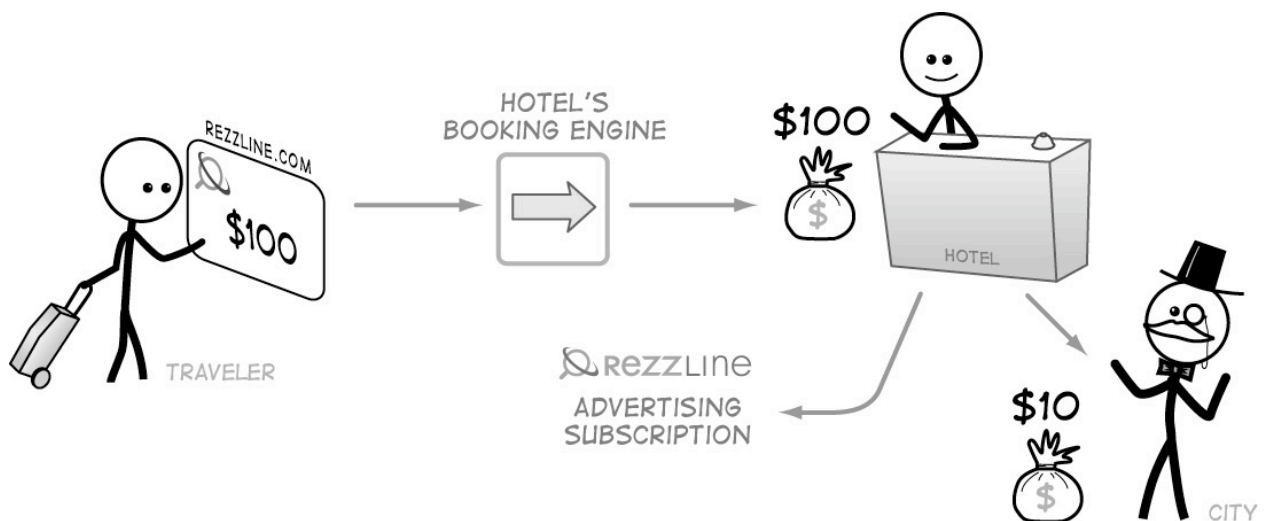 REZZLINE.COM
$100
HOTEL'S
BOOKING ENGINE
$100
$
HOTEL
TRAVELER
REZZLINE
ADVERTISING
SUBSCRIPTION
$10
$
CITY